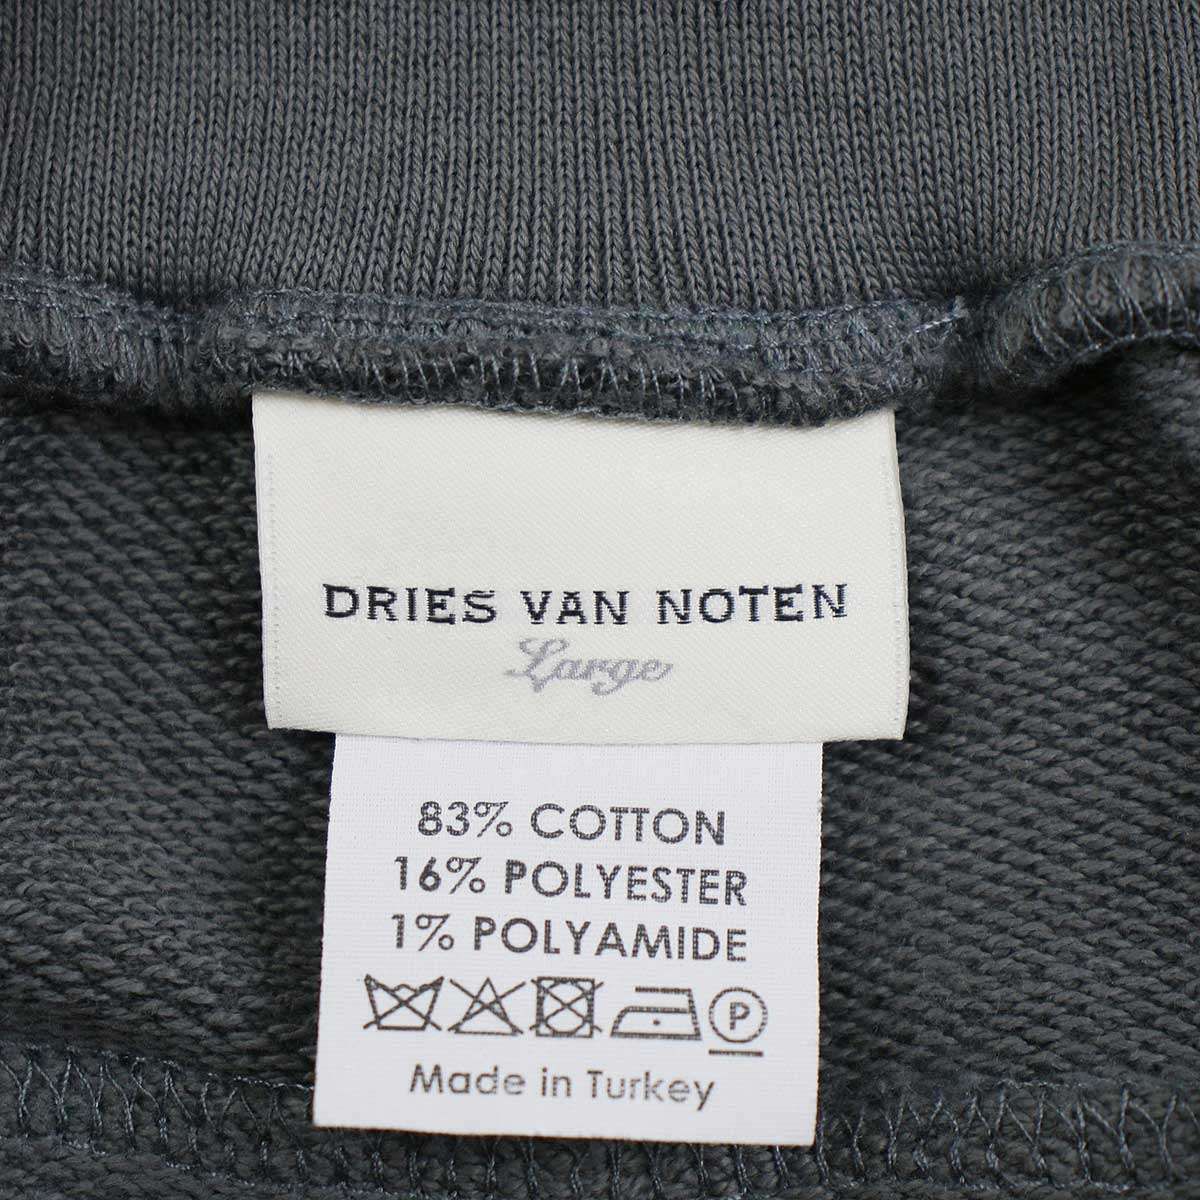 DRIES VAN NOTEN
Large
83% COTTON
16% POLYESTER
1% POLYAMIDE
P
Made in Turkey